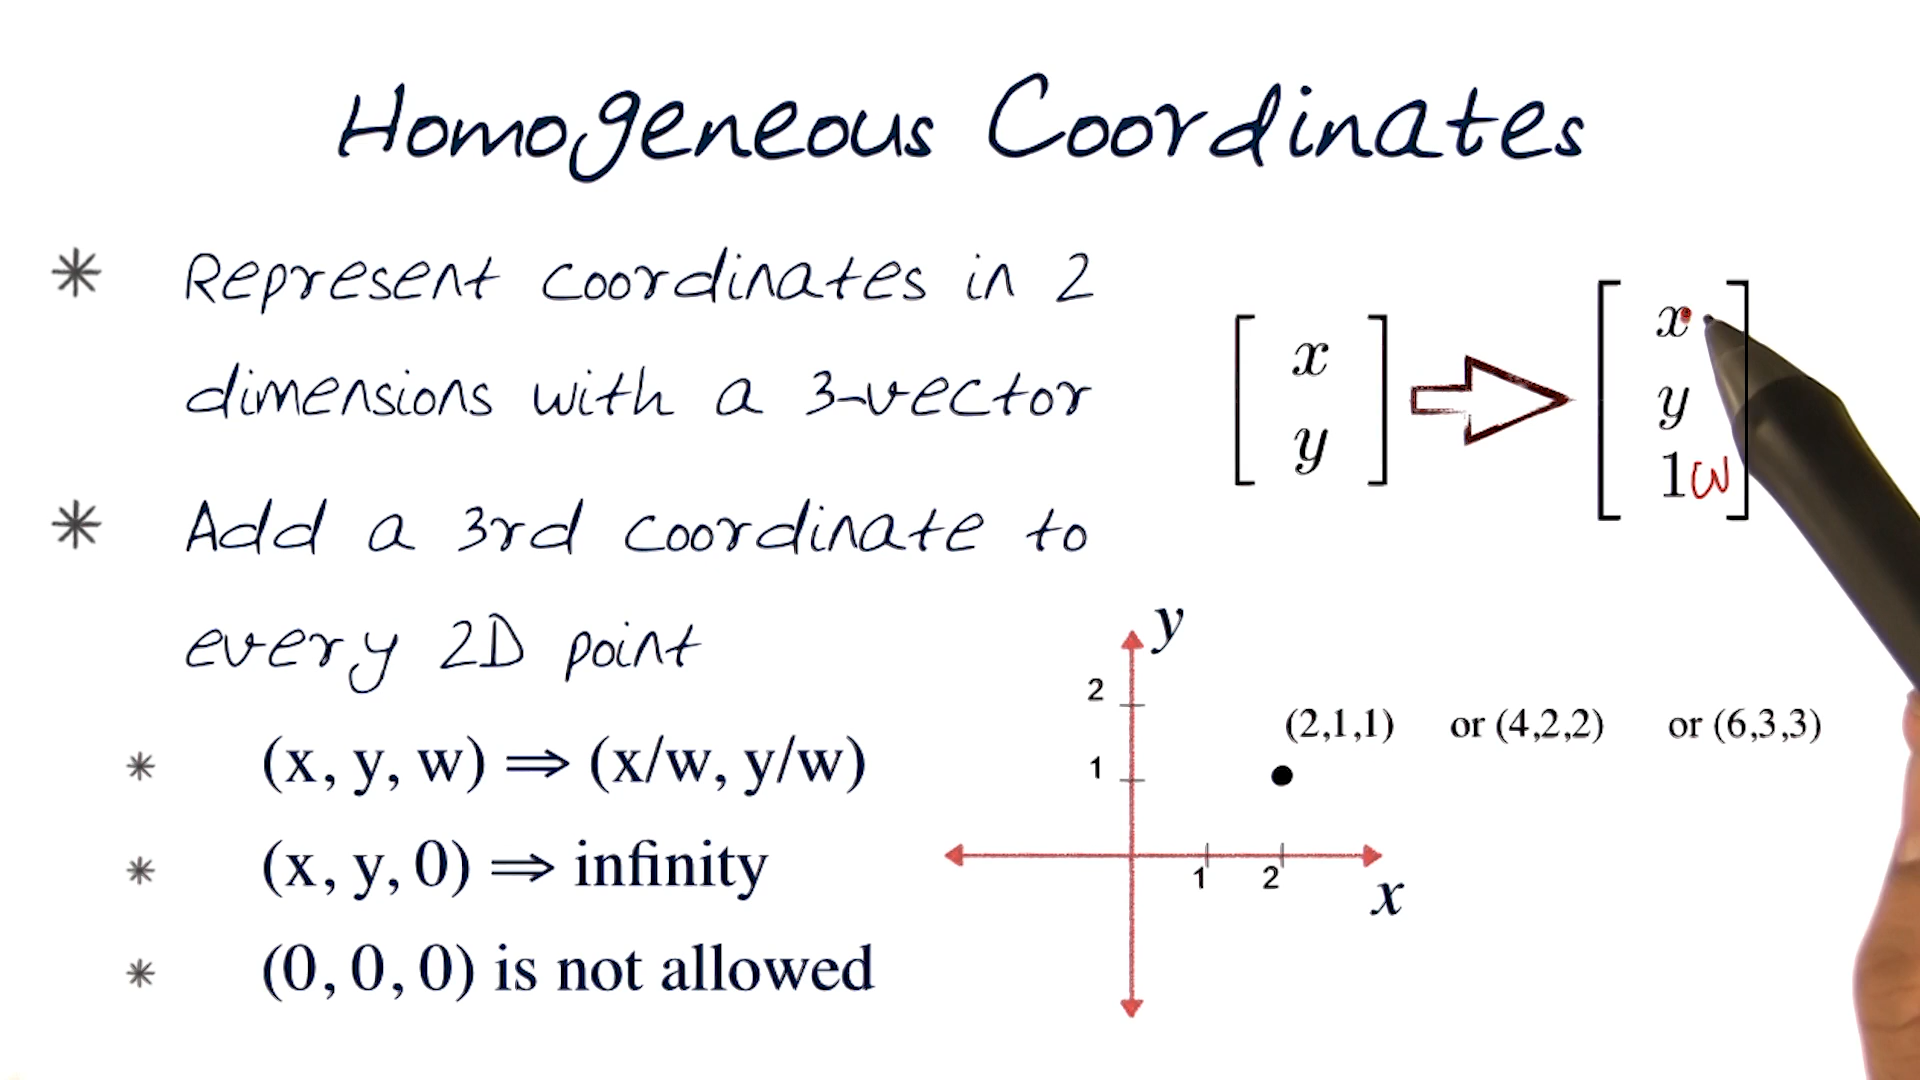 Homogeneous Coordinates
* Represent coordinates in 2
dimensions with a 3-vector
* Add a 3rd coordinate to
every 2D point
* (x, y, w) ⇒ (x/w, y/w)
* (x, y, 0) ⇒ infinity
* (0, 0, 0) is not allowed
x
y
x
y
1 w
y
2
1
(2,1,1) or (4,2,2) or (6,3,3)
1 2
x